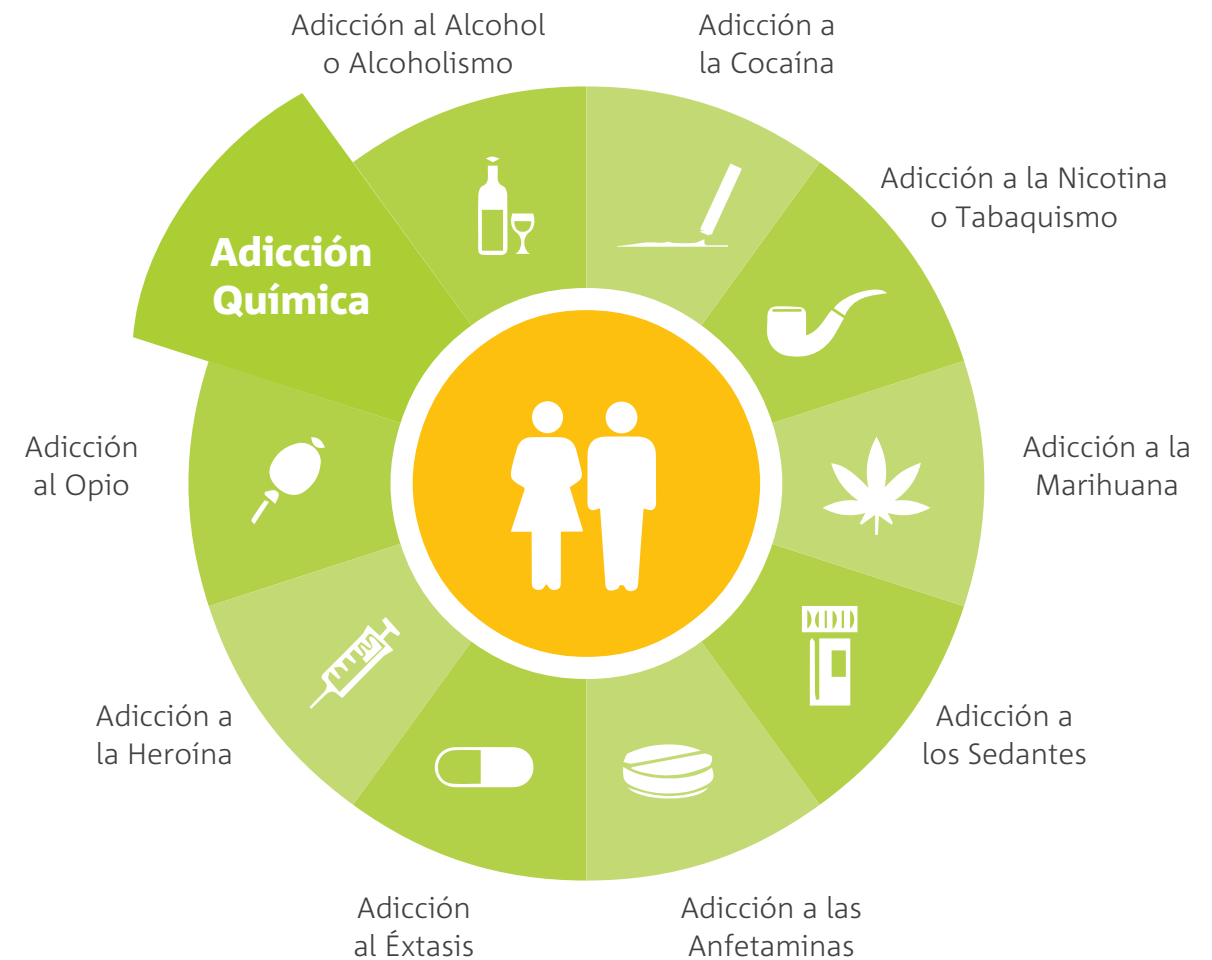 Adicción al Alcohol
o Alcoholismo
Adicción a
la Cocaína
Adicción a la Nicotina
o Tabaquismo
Adicción
Química
Adicción
al Opio
Adicción a la
Marihuana
Adicción a
la Heroína
Adicción a
los Sedantes
Adicción
al Éxtasis
Adicción a las
Anfetaminas